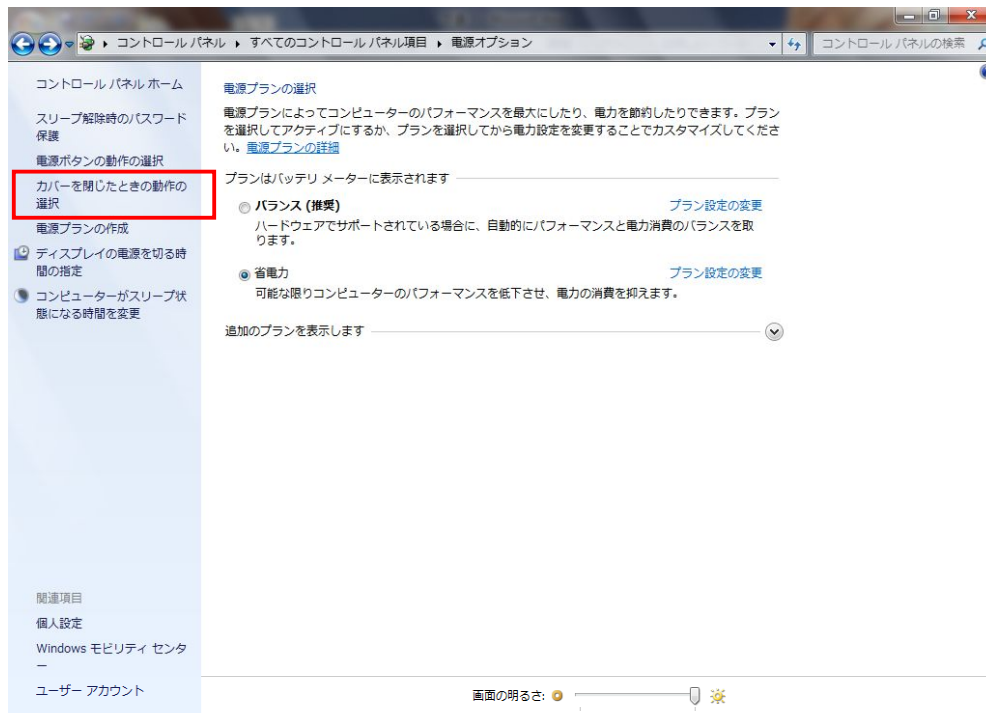 コントロール パネル ▸ すべてのコントロール パネル項目 ▸ 電源オプション
コントロール パネルの検索
コントロール パネル ホーム
スリープ解除時のパスワード
保護
電源ボタンの動作の選択
カバーを閉じたときの動作の
選択
電源プランの作成
ディスプレイの電源を切る時
間の指定
コンピューターがスリープ状
態になる時間を変更
関連項目
個人設定
Windows モビリティ センタ
ー
ユーザー アカウント
電源プランの選択
電源プランによってコンピューターのパフォーマンスを最大にしたり、電力を節約したりできます。プラン
を選択してアクティブにするか、プランを選択してから電力設定を変更することでカスタマイズしてくださ
い。電源プランの詳細
プランはバッテリ メーターに表示されます
バランス (推奨) プラン設定の変更
ハードウェアでサポートされている場合に、自動的にパフォーマンスと電力消費のバランスを取
ります。
省電力 プラン設定の変更
可能な限りコンピューターのパフォーマンスを低下させ、電力の消費を抑えます。
追加のプランを表示します
画面の明るさ: